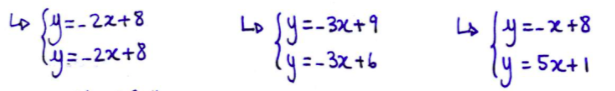 ↳ { y=-2x+8
y=-2x+8
↳ { y=-3x+9
y=-3x+6
↳ { y=-x+8
y=5x+1